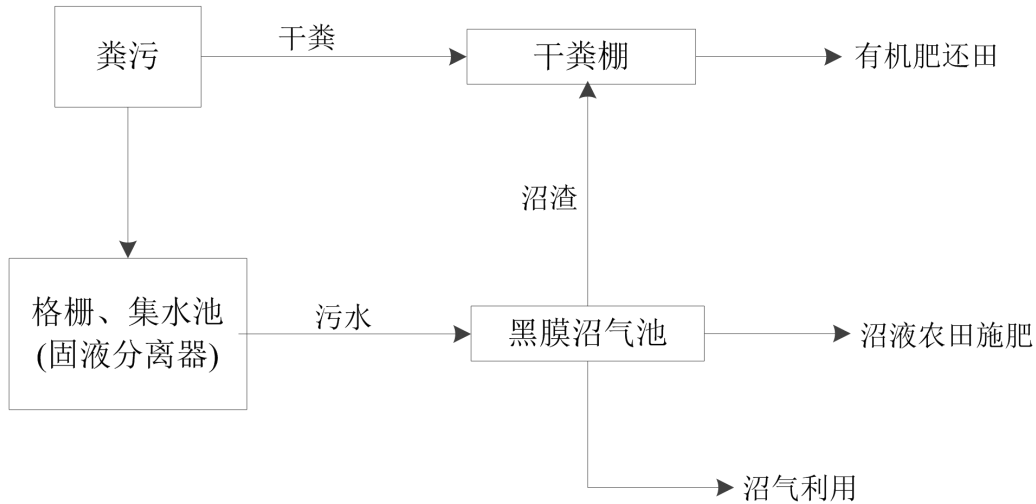 粪污
干粪
干粪棚
有机肥还田
沼渣
格栅、集水池
(固液分离器)
污水
黑膜沼气池
沼液农田施肥
沼气利用